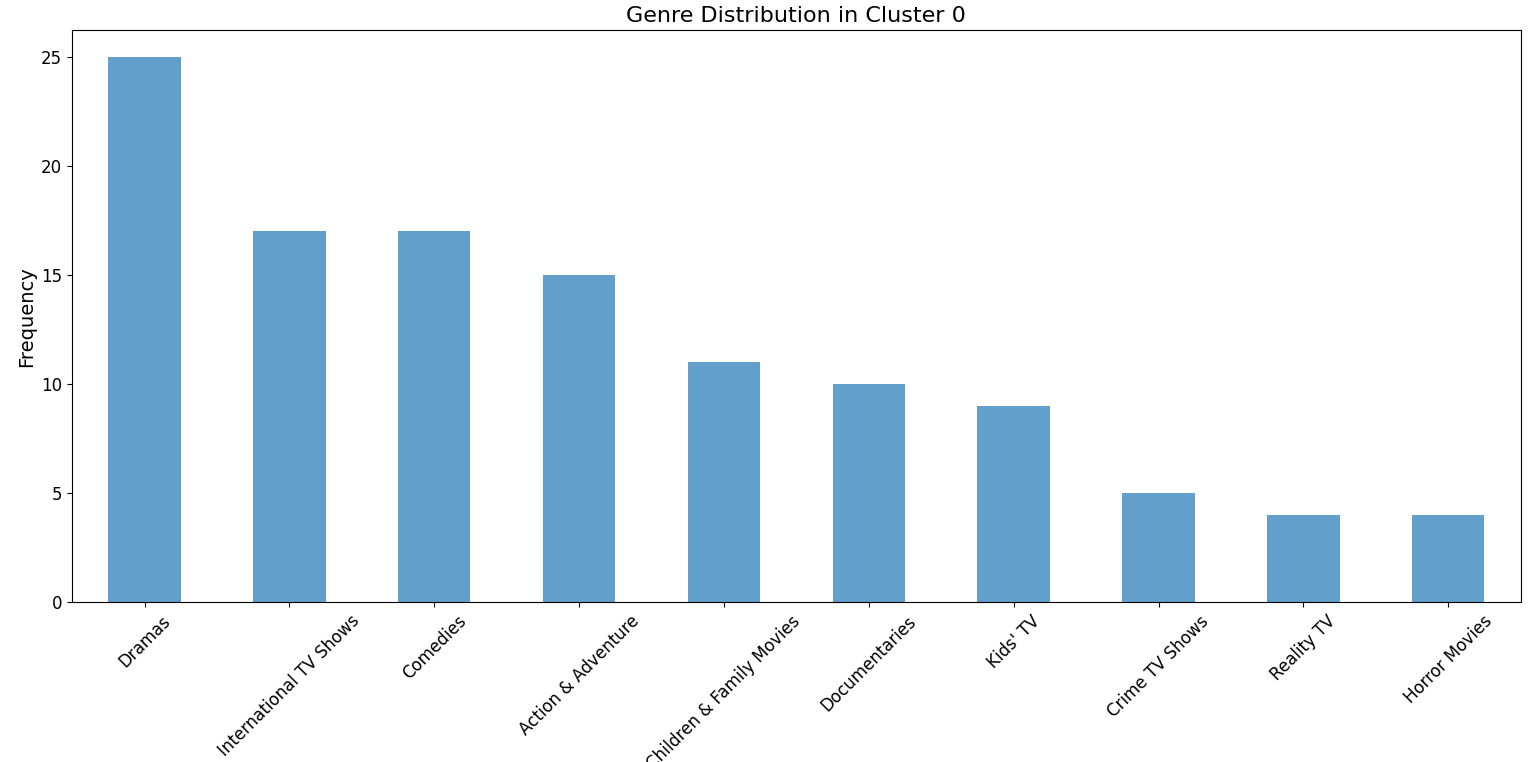 Genre Distribution in Cluster 0
Frequency
25
20
15
10
5
0
Dramas
International TV Shows
Comedies
Action & Adventure
Children & Family Movies
Documentaries
Kids' TV
Crime TV Shows
Reality TV
Horror Movies